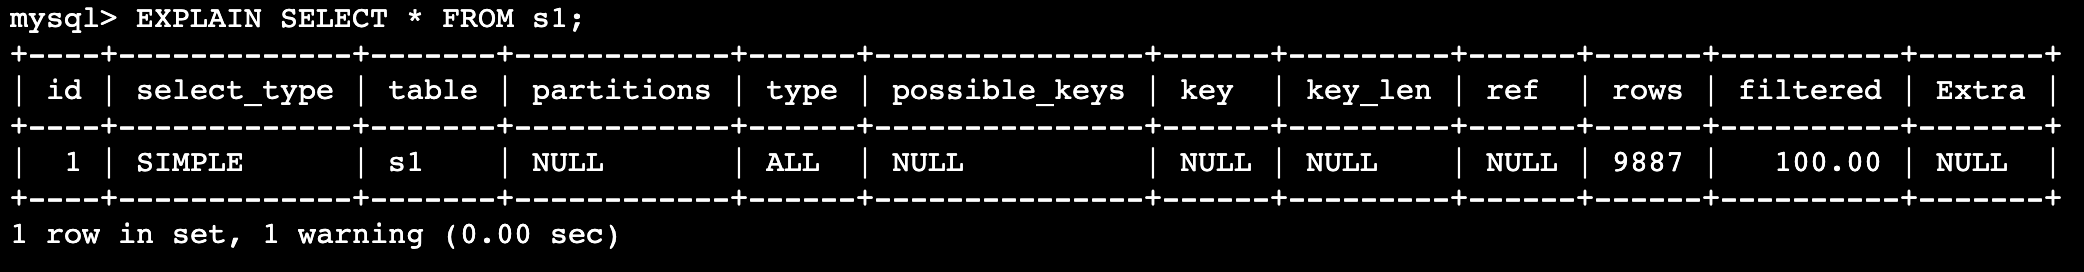 mysql> EXPLAIN SELECT * FROM s1;
+----+-------------+-------+------------+------+---------------+------+---------+------+------+----------+-------+
| id | select_type | table | partitions | type | possible_keys | key  | key_len | ref  | rows | filtered | Extra |
+----+-------------+-------+------------+------+---------------+------+---------+------+------+----------+-------+
|  1 | SIMPLE      | s1    | NULL       | ALL  | NULL          | NULL | NULL    | NULL | 9887 |   100.00 | NULL  |
+----+-------------+-------+------------+------+---------------+------+---------+------+------+----------+-------+
1 row in set, 1 warning (0.00 sec)